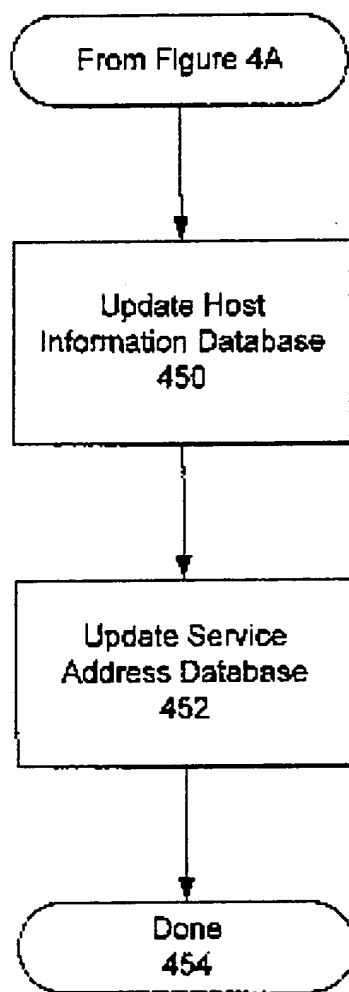 From Figure 4A
Update Host
Information Database
450
Update Service
Address Database
452
Done
454